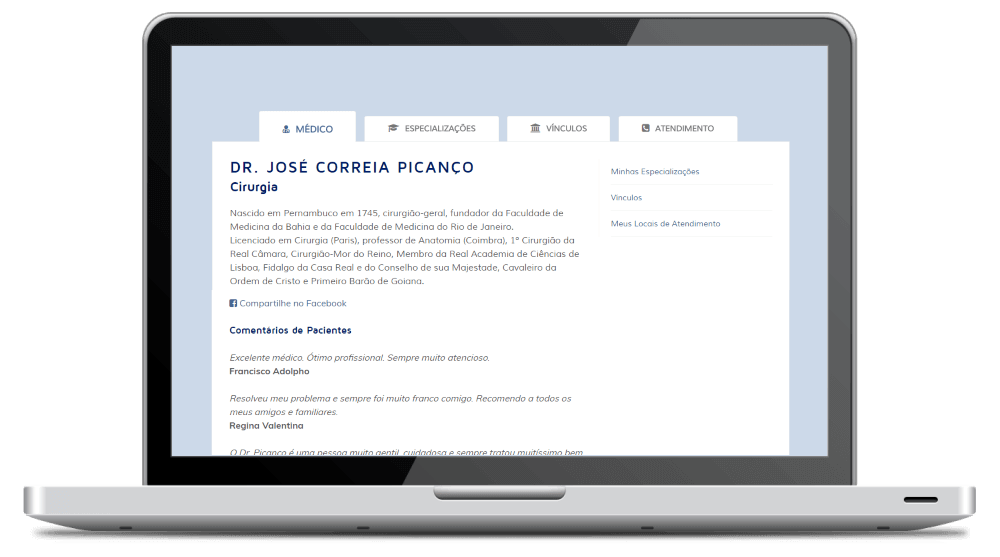 MÉDICO
ESPECIALIZAÇÕES
VÍNCULOS
ATENDIMENTO
DR. JOSÉ CORREIA PICANÇO
Cirurgia
Nascido em Pernambuco em 1745, cirurgião-geral, fundador da Faculdade de
Medicina da Bahia e da Faculdade de Medicina do Rio de Janeiro.
Licenciado em Cirurgia (Paris), professor de Anatomia (Coimbra), 1º Cirurgião da
Real Câmara, Cirurgião-Mor do Reino, Membro da Real Academia de Ciências de
Lisboa, Fidalgo da Casa Real e do Conselho de sua Majestade, Cavaleiro da
Ordem de Cristo e Primeiro Barão de Goiana.
Compartilhe no Facebook
Comentários de Pacientes
Excelente médico. Ótimo profissional. Sempre muito atencioso.
Francisco Adolpho
Resolveu meu problema e sempre foi muito franco comigo. Recomendo a todos os
meus amigos e familiares.
Regina Valentina
O Dr. Picanço é uma pessoa muito gentil, cuidadosa e sempre tratou muitíssimo bem
Minhas Especializações
Vínculos
Meus Locais de Atendimento